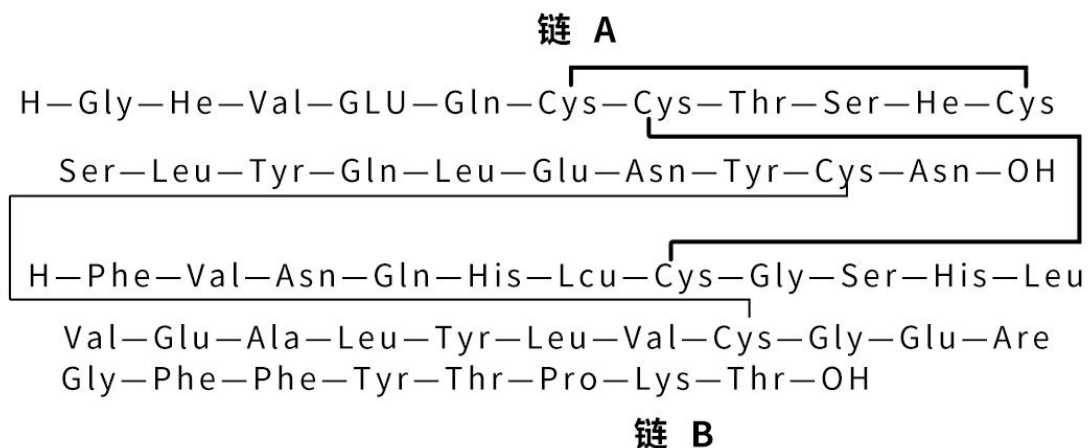 链 A
H—Gly—He—Val—GLU—Gln—Cys—Cys—Thr—Ser—He—Cys
Ser—Leu—Tyr—Gln—Leu—Glu—Asn—Tyr—Cys—Asn—OH
H—Phe—Val—Asn—Gln—His—Lcu—Cys—Gly—Ser—His—Leu
Val—Glu—Ala—Leu—Tyr—Leu—Val—Cys—Gly—Glu—Are
Gly—Phe—Phe—Tyr—Thr—Pro—Lys—Thr—OH
链 B